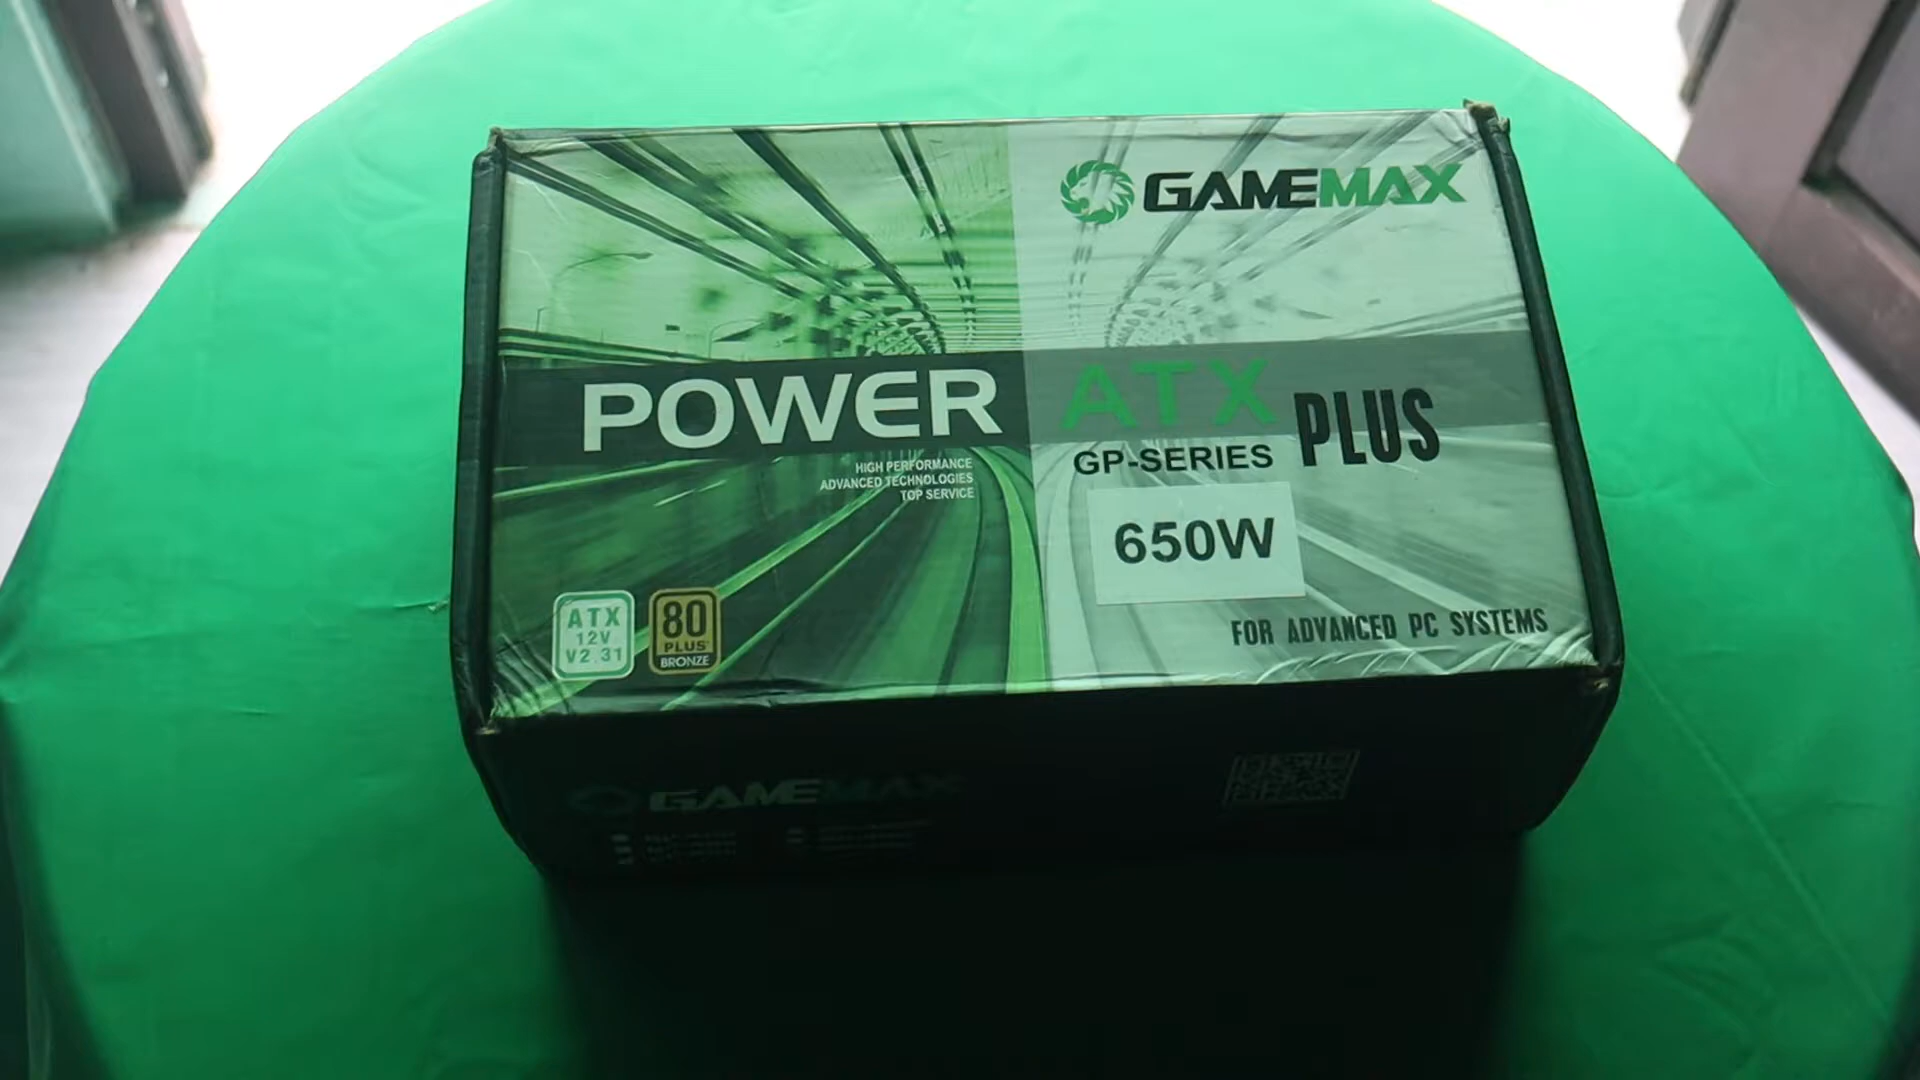 GAMEMAX
POWER
ATX
PLUS
GP-SERIES
HIGH PERFORMANCE
ADVANCED TECHNOLOGIES
TOP SERVICE
650W
FOR ADVANCED PC SYSTEMS
ATX
12V
V2.31
80
PLUS
BRONZE
GAMEMAX